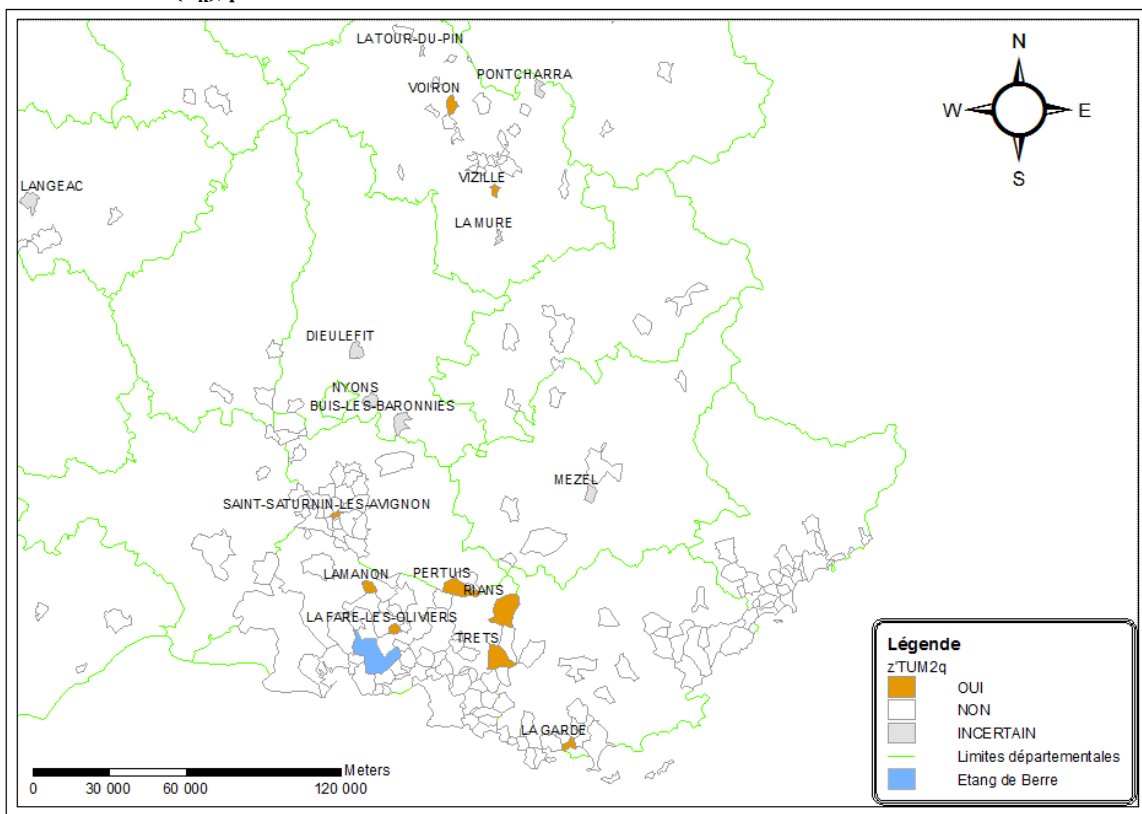 LATOUR-DU-PIN
PONTCHARRA
VOIRON
N
W E
S
LANGEAC
VIZILLE
LA MURE
DIEULEFIT
NYONS
BUIS-LES-BARONNIES
MEZEL
SAINT-SATURNIN-LES-AVIGNON
LAMANON PERTUIS
RIANS
LA FARE-LES-OLIVIERS
TRETS
LA GARDE
Légende
z'TUM2q
OUI
NON
INCERTAIN
Limites départementales
Etang de Berre
Meters
0 30 000 60 000 120 000